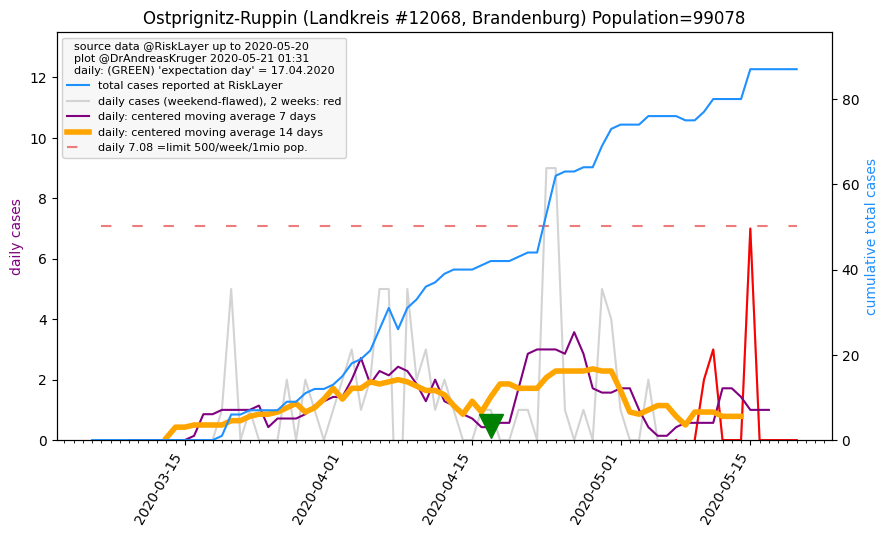 Ostprignitz-Ruppin (Landkreis #12068, Brandenburg) Population=99078
source data @RiskLayer up to 2020-05-20
plot @DrAndreasKruger 2020-05-21 01:31
daily: (GREEN) 'expectation day' = 17.04.2020
total cases reported at RiskLayer
daily cases (weekend-flawed), 2 weeks: red
daily: centered moving average 7 days
daily: centered moving average 14 days
daily 7.08 =limit 500/week/1mio pop.
daily cases
12
10
8
6
4
2
0
cumulative total cases
80
60
40
20
0
2020-03-15
2020-04-01
2020-04-15
2020-05-01
2020-05-15